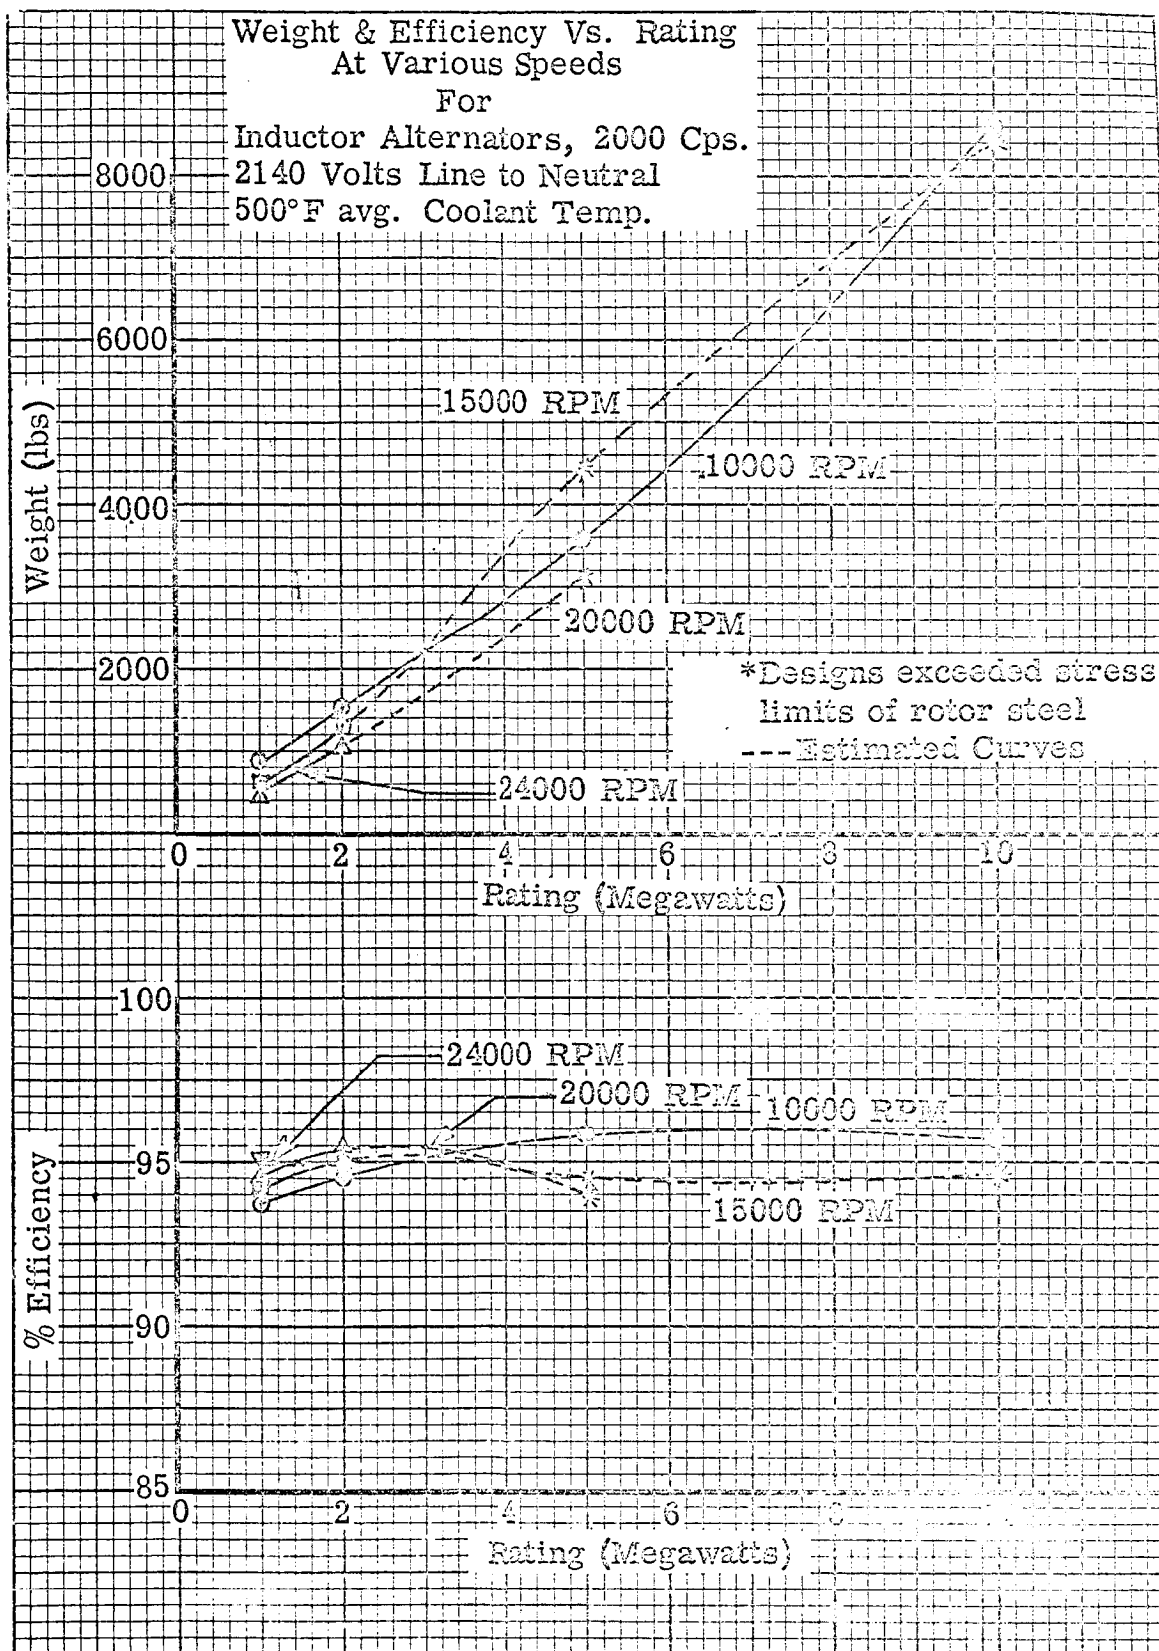 Weight & Efficiency Vs. Rating
At Various Speeds
For
Inductor Alternators, 2000 Cps.
2140 Volts Line to Neutral
500°F avg. Coolant Temp.
8000
6000
4000
2000
Weight (lbs)
15000 RPM
10000 RPM
20000 RPM
*Designs exceeded stress
limits of rotor steel
---Estimated Curves
24000 RPM
0 2 4 6 8 10
Rating (Megawatts)
100
95
90
85
% Efficiency
24000 RPM
20000 RPM
10000 RPM
15000 RPM
0 2 4 6
Rating (Megawatts)